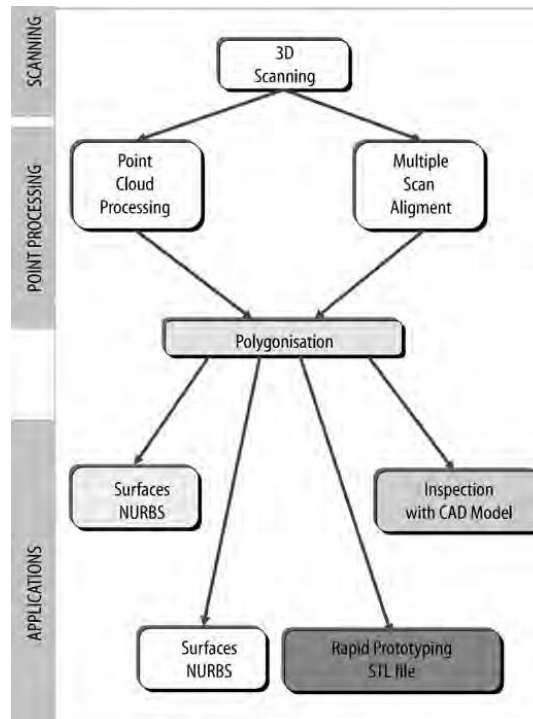 SCANNING
3D
Scanning
POINT PROCESSING
Point
Cloud
Processing
Multiple
Scan
Aligment
Polygonisation
APPLICATIONS
Surfaces
NURBS
Inspection
with CAD Model
Surfaces
NURBS
Rapid Prototyping
STL file